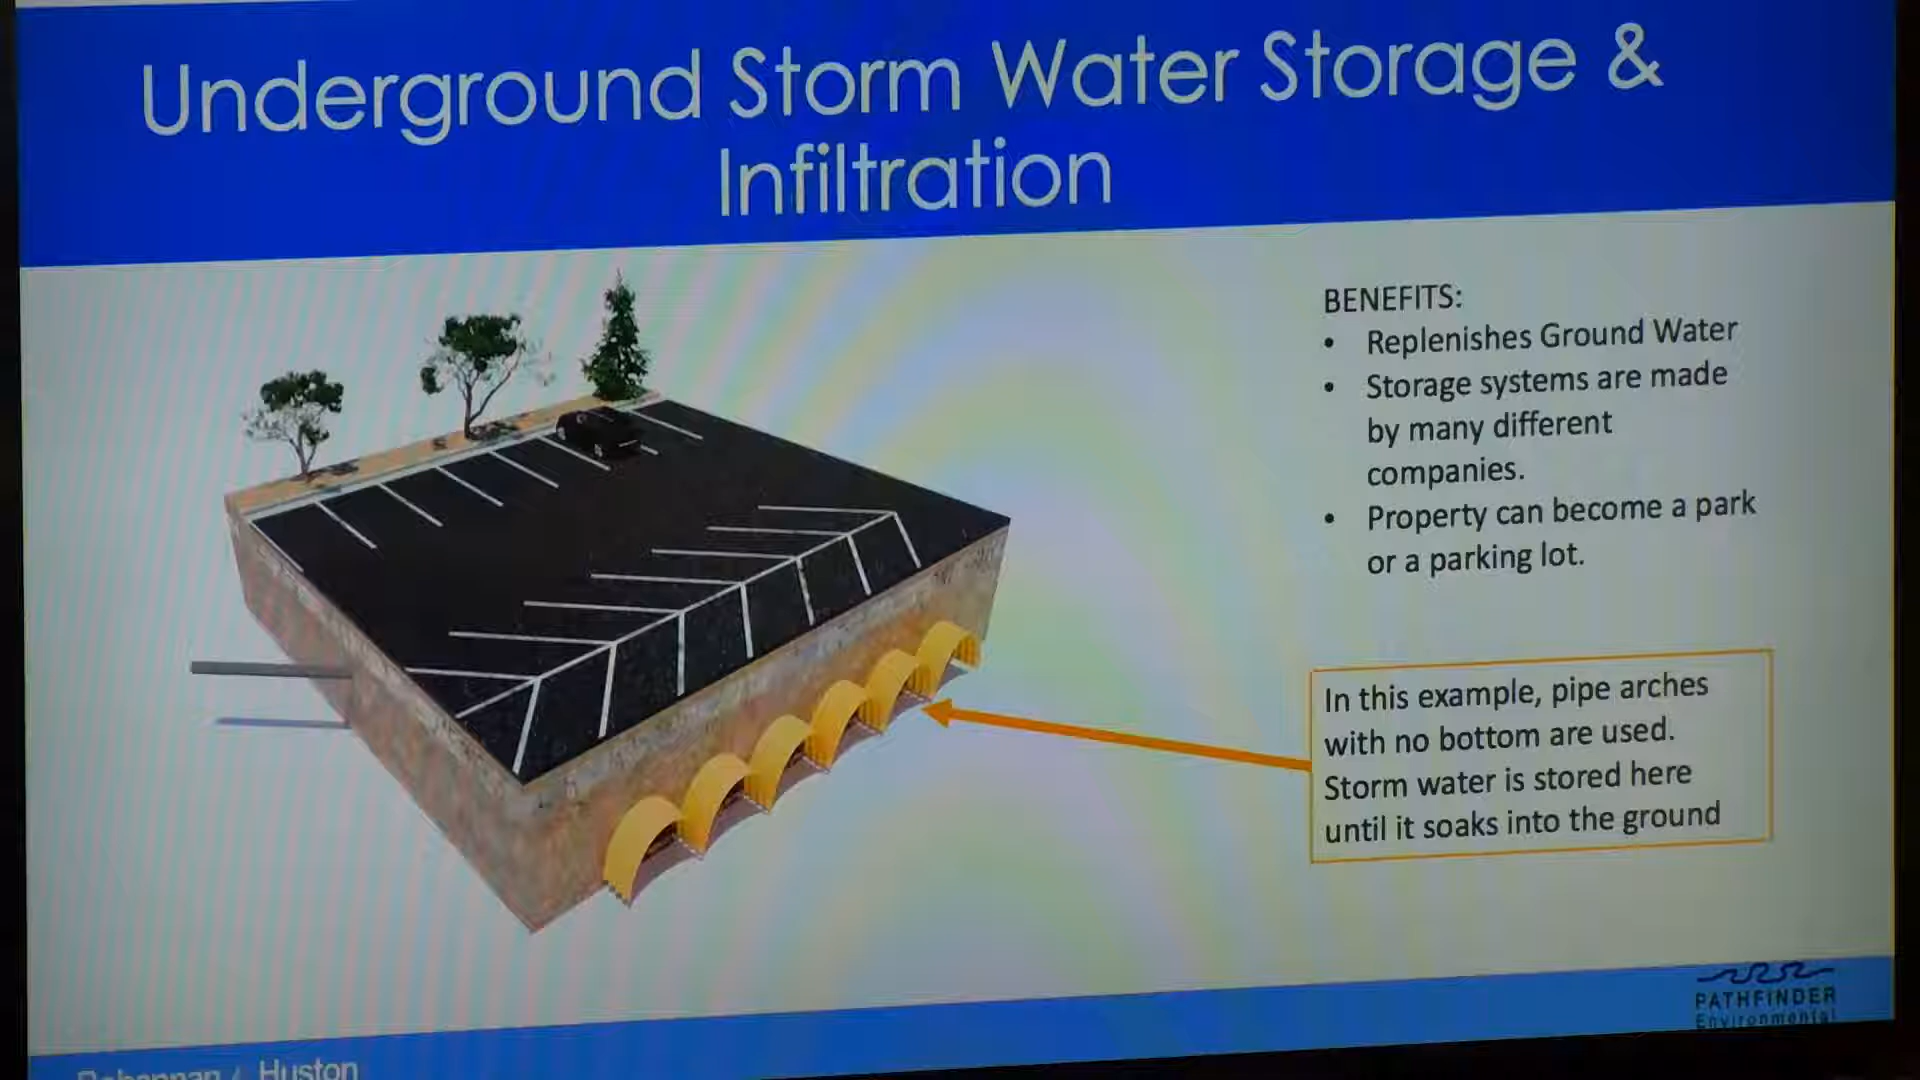 Underground Storm Water Storage &
Infiltration
BENEFITS:
• Replenishes Ground Water
• Storage systems are made
by many different
companies.
• Property can become a park
or a parking lot.
In this example, pipe arches
with no bottom are used.
Storm water is stored here
until it soaks into the ground
PATHFINDER
Environmental
Huston